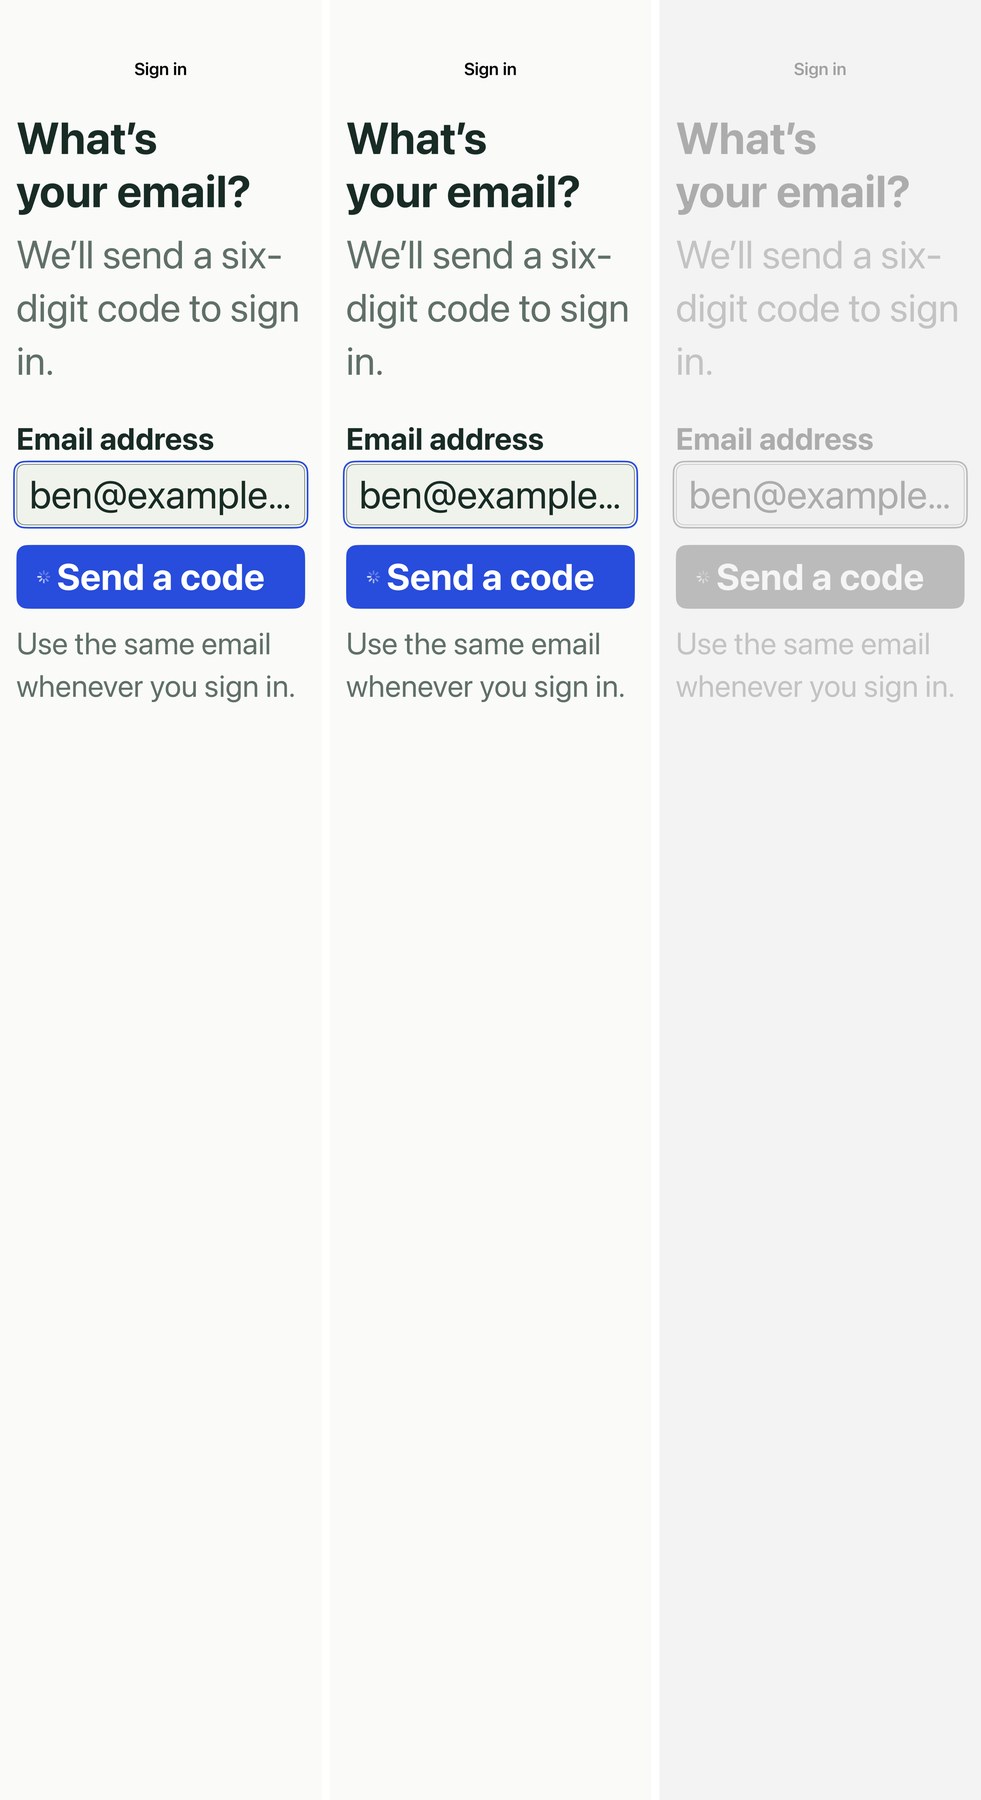 Sign in
What’s
your email?
We’ll send a six-
digit code to sign
in.
Email address
ben@example...
Send a code
Use the same email
whenever you sign in.
Sign in
What’s
your email?
We’ll send a six-
digit code to sign
in.
Email address
ben@example...
Send a code
Use the same email
whenever you sign in.
Sign in
What’s
your email?
We’ll send a six-
digit code to sign
in.
Email address
ben@example...
Send a code
Use the same email
whenever you sign in.